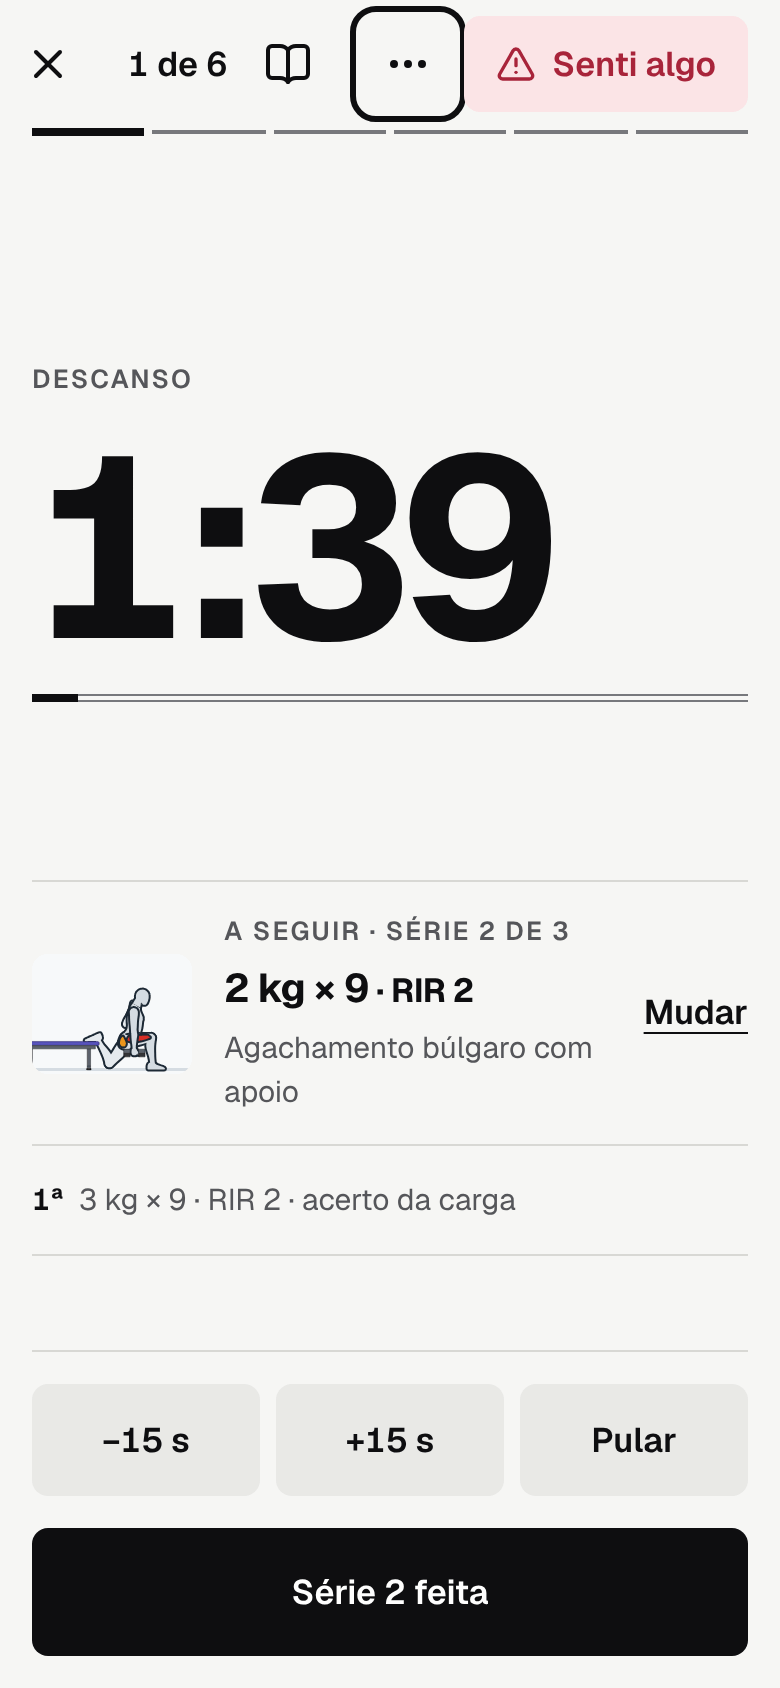 1 de 6
Senti algo
DESCANSO
1:39
A SEGUIR · SÉRIE 2 DE 3
2 kg × 9 · RIR 2
Mudar
Agachamento búlgaro com
apoio
1ª 3 kg × 9 · RIR 2 · acerto da carga
−15 s
+15 s
Pular
Série 2 feita